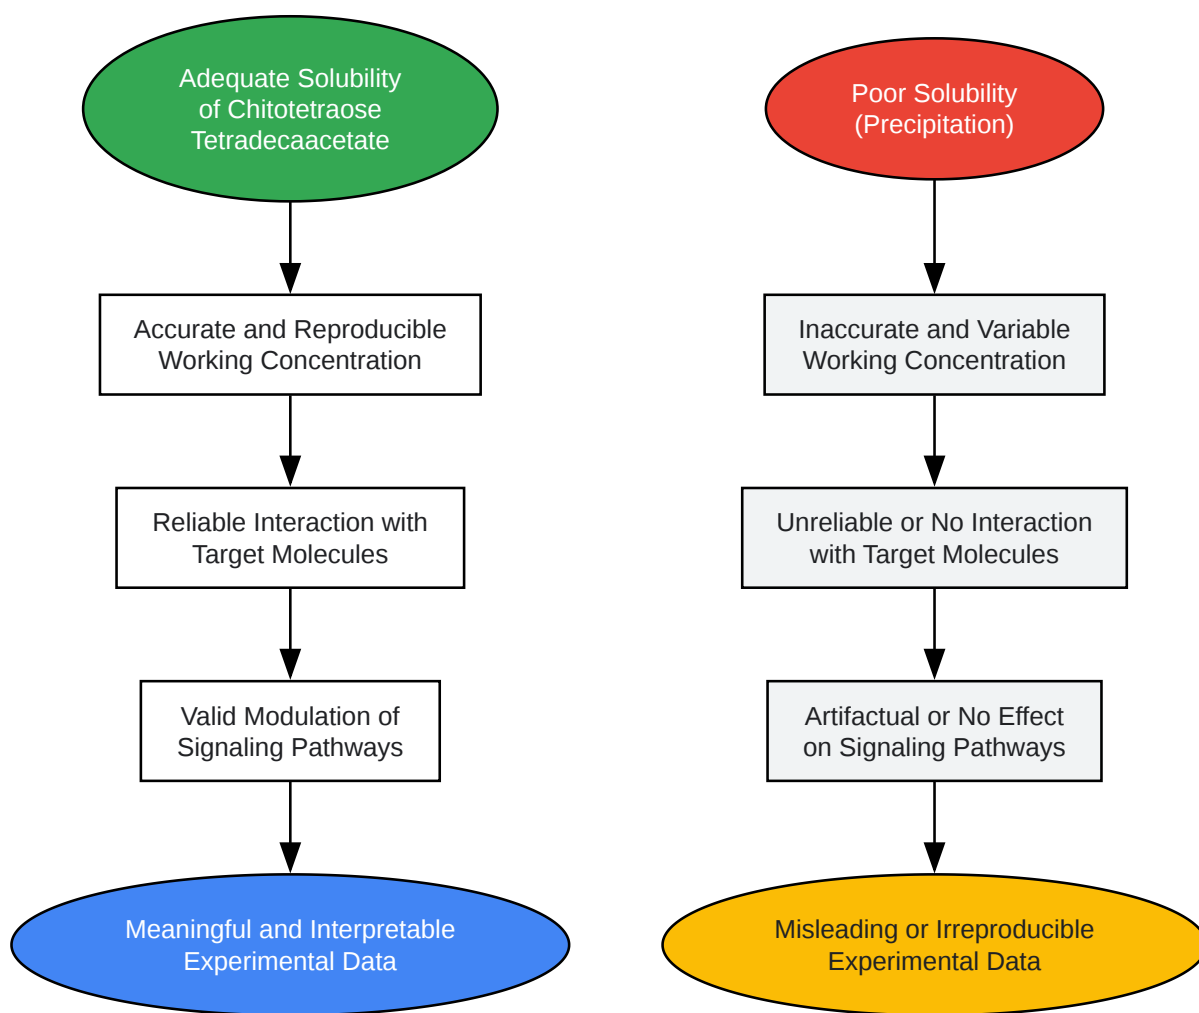 Adequate Solubility
of Chitotetraose
Tetradecaacetate
Accurate and Reproducible
Working Concentration
Reliable Interaction with
Target Molecules
Valid Modulation of
Signaling Pathways
Meaningful and Interpretable
Experimental Data
Poor Solubility
(Precipitation)
Inaccurate and Variable
Working Concentration
Unreliable or No Interaction
with Target Molecules
Artifactual or No Effect
on Signaling Pathways
Misleading or Irreproducible
Experimental Data